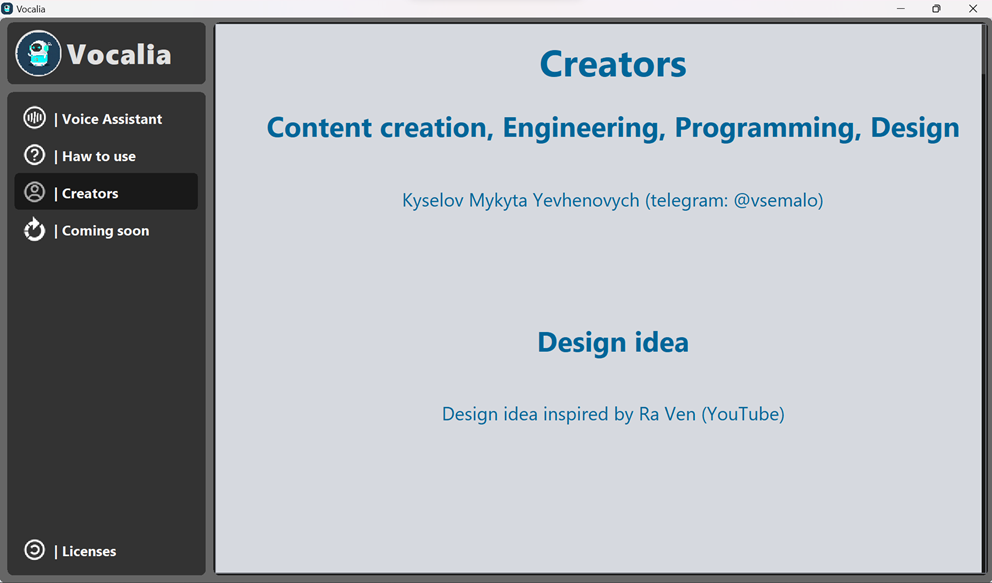 Vocalia
Vocalia
| Voice Assistant
| Haw to use
| Creators
| Coming soon
| Licenses
Creators
Content creation, Engineering, Programming, Design
Kyselov Mykyta Yevhenovych (telegram: @vsemalo)
Design idea
Design idea inspired by Ra Ven (YouTube)